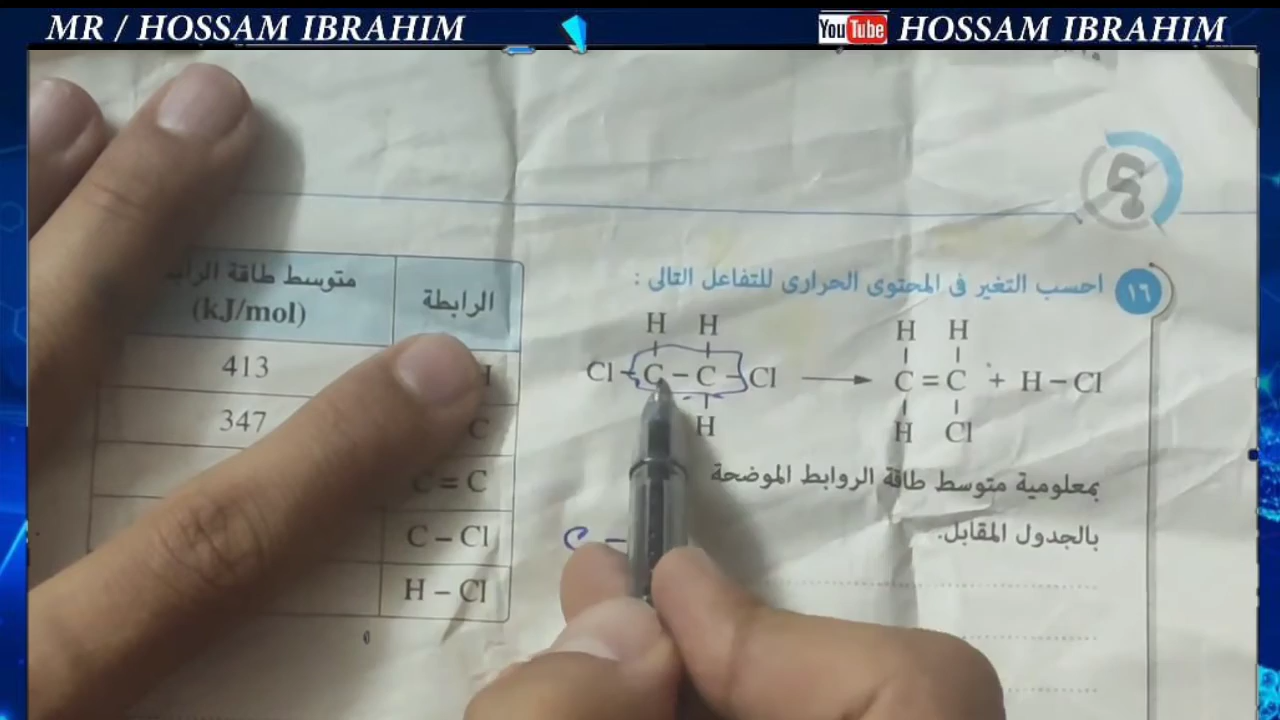 MR / HOSSAM IBRAHIM
YouTube HOSSAM IBRAHIM
١٦ احسب التغير فى المحتوى الحرارى للتفاعل التالى :
H H H H
Cl - C - C - Cl → C = C + H - Cl
H H Cl
بمعلومية متوسط طاقة الروابط الموضحة
بالجدول المقابل.
الرابطة متوسط طاقة
(kJ/mol)
413
347
C = C
C - Cl
H - Cl